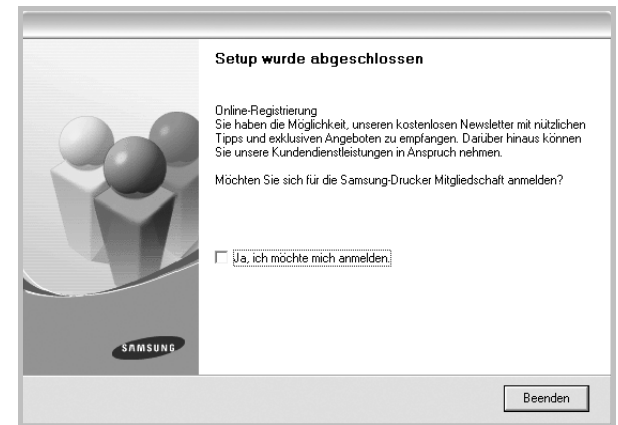 Setup wurde abgeschlossen
Online-Registrierung
Sie haben die Möglichkeit, unseren kostenlosen Newsletter mit nützlichen
Tipps und exklusiven Angeboten zu empfangen. Darüber hinaus können
Sie unsere Kundendienstleistungen in Anspruch nehmen.
Möchten Sie sich für die Samsung-Drucker Mitgliedschaft anmelden?
Ja, ich möchte mich anmelden.
SAMSUNG
Beenden